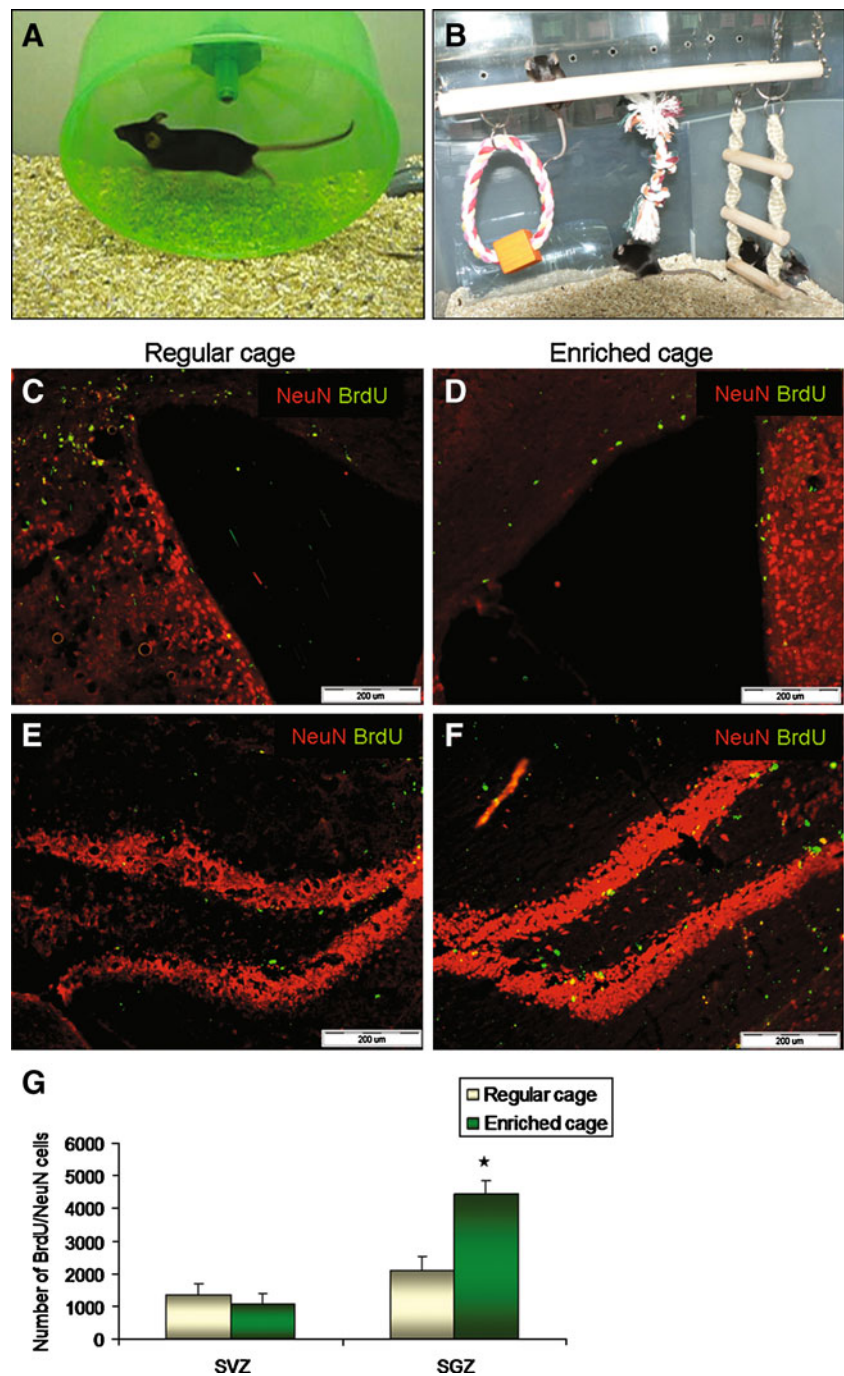 A
B
Regular cage
Enriched cage
C
NeuN BrdU
D
NeuN BrdU
200 um
200 um
E
NeuN BrdU
F
NeuN BrdU
200 um
200 um
G
Regular cage
Enriched cage
Number of BrdU/NeuN cells
6000
5000
4000
3000
2000
1000
0
★
SVZ
SGZ